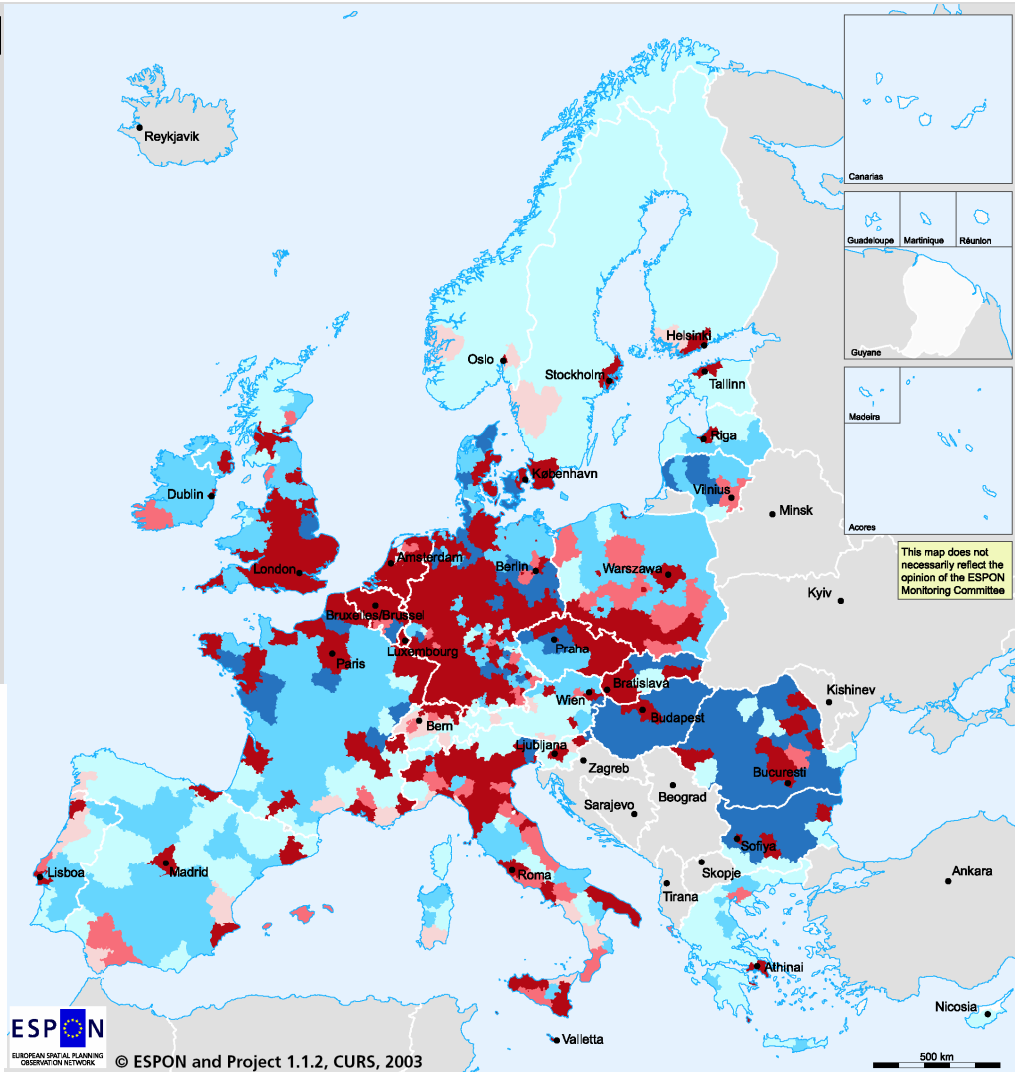 Reykjavik
Canarias
Guadeloupe
Martinique
Réunion
Guyane
Helsinki
Oslo
Stockholm
Tallinn
Madeira
Riga
København
Dublin
Vilnius
Minsk
Acores
This map does not
necessarily reflect the
opinion of the ESPON
Monitoring Committee
Amsterdam
Berlin
Warszawa
London
Kyiv
Bruxelles/Brussel
Luxembourg
Praha
Paris
Bratislava
Wien
Kishinev
Bern
Budapest
Ljubljana
Zagreb
Bucuresti
Beograd
Sarajevo
Sofiya
Lisboa
Madrid
Roma
Skopje
Ankara
Tirana
Athinai
Nicosia
ESPON
EUROPEAN SPATIAL PLANNING
OBSERVATION NETWORK
© ESPON and Project 1.1.2, CURS, 2003
Valletta
500 km